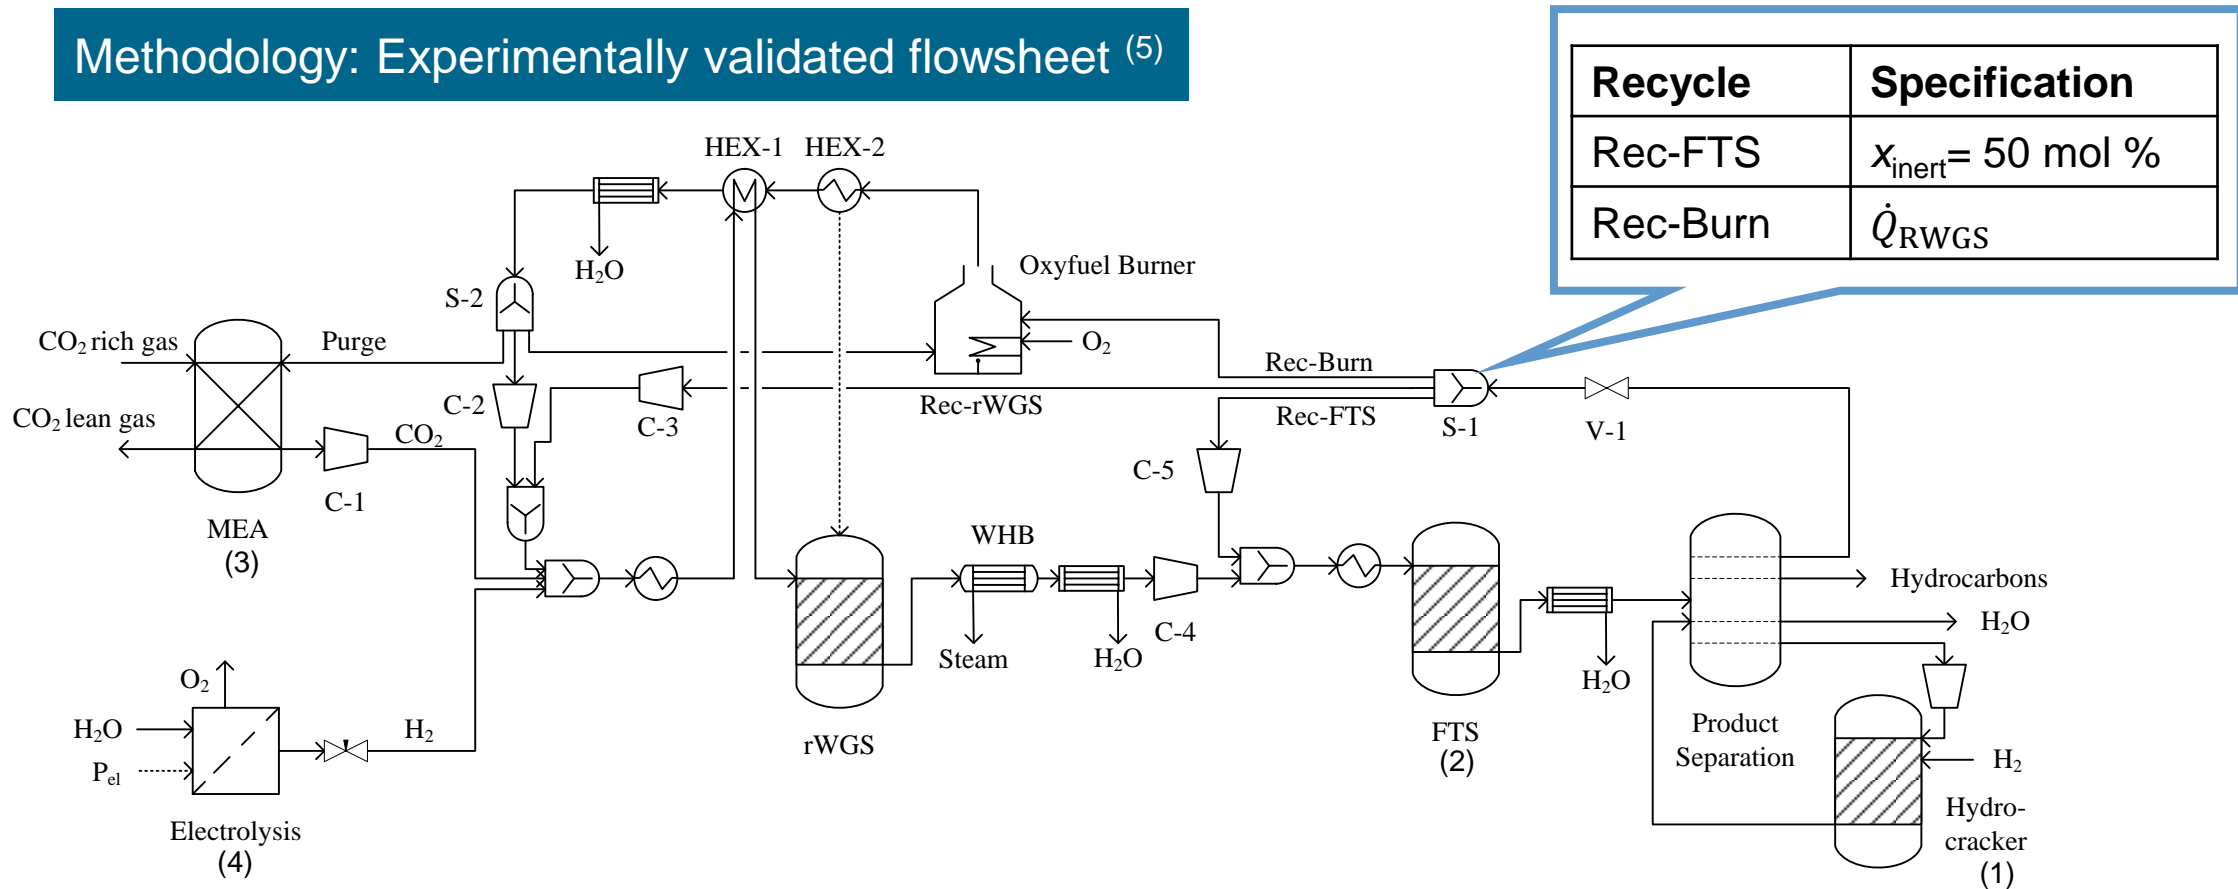 Methodology: Experimentally validated flowsheet (5)
Recycle Specification
Rec-FTS xinert= 50 mol %
Rec-Burn Q̇RWGS
HEX-1 HEX-2
H2O
Oxyfuel Burner
S-2
CO2 rich gas
Purge
O2
Rec-Burn
C-2
Rec-rWGS
Rec-FTS
CO2 lean gas
CO2
C-3
S-1
V-1
C-5
C-1
MEA
(3)
WHB
Hydrocarbons
H2O
Steam
H2O
C-4
H2O
O2
H2O
H2
Pel
rWGS
FTS
(2)
Product
Separation
H2
Electrolysis
(4)
Hydro-
cracker
(1)